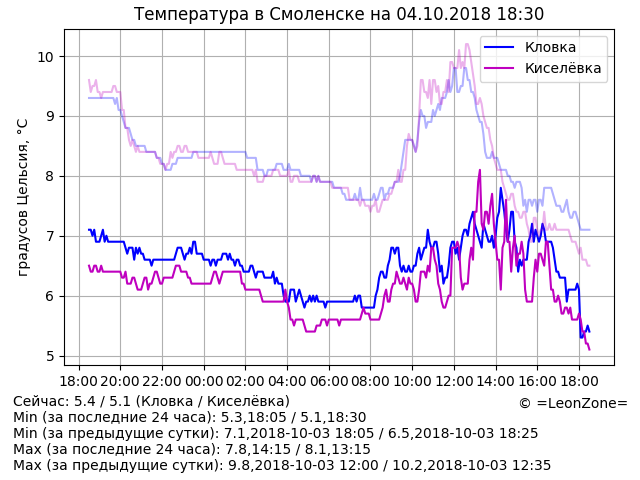 Температура в Смоленске на 04.10.2018 18:30
градусов Цельсия, °C
10
9
8
7
6
5
Кловка
Киселёвка
18:00 20:00 22:00 00:00 02:00 04:00 06:00 08:00 10:00 12:00 14:00 16:00 18:00
Сейчас: 5.4 / 5.1 (Кловка / Киселёвка)
© =LeonZone=
Min (за последние 24 часа): 5.3,18:05 / 5.1,18:30
Min (за предыдущие сутки): 7.1,2018-10-03 18:05 / 6.5,2018-10-03 18:25
Max (за последние 24 часа): 7.8,14:15 / 8.1,13:15
Max (за предыдущие сутки): 9.8,2018-10-03 12:00 / 10.2,2018-10-03 12:35